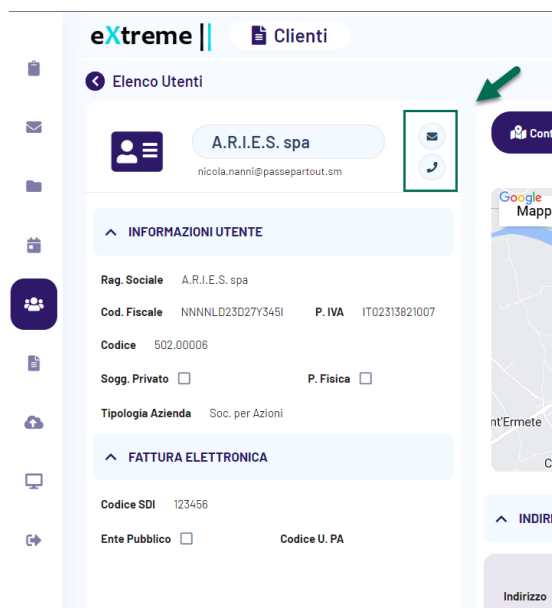 eXtreme || Clienti
Elenco Utenti
A.R.I.E.S. spa
nicola.nanni@passepartout.sm
Cont
Google
Mapp
INFORMAZIONI UTENTE
Rag. Sociale A.R.I.E.S. spa
Cod. Fiscale NNNNLD23D27Y345I P. IVA IT02313821007
Codice 502.00006
Sogg. Privato P. Fisica
Tipologia Azienda Soc. per Azioni
nt'Ermete
C
FATTURA ELETTRONICA
Codice SDI 123456
INDIRI
Ente Pubblico Codice U. PA
Indirizzo